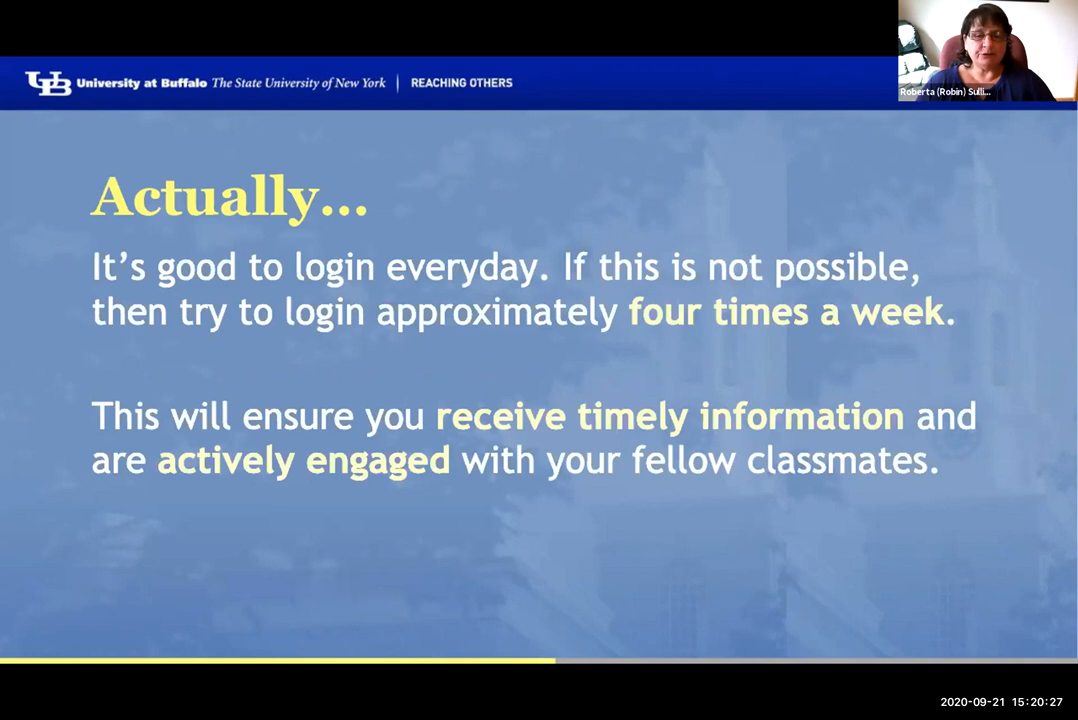 UB University at Buffalo The State University of New York | REACHING OTHERS
Roberta (Robin) Sulli...
Actually...
It's good to login everyday. If this is not possible,
then try to login approximately four times a week.
This will ensure you receive timely information and
are actively engaged with your fellow classmates.
2020-09-21 15:20:27